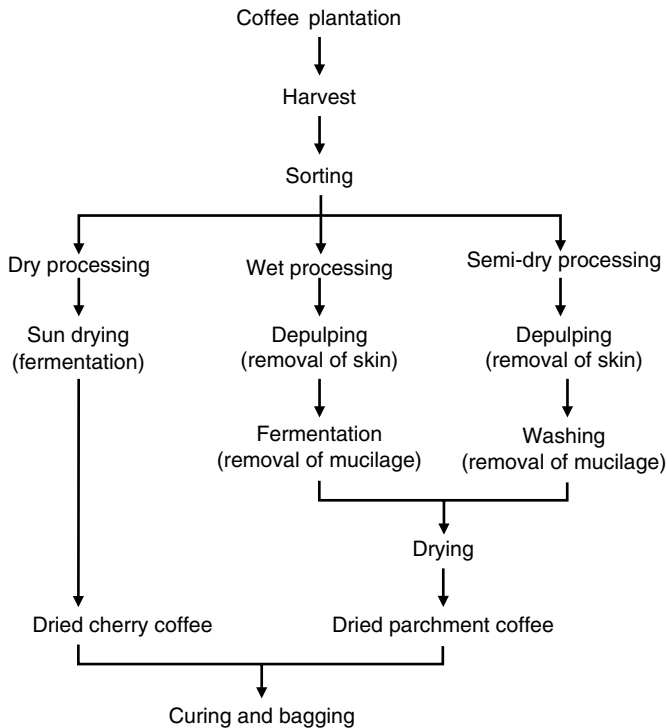 Coffee plantation
Harvest
Sorting
Dry processing
Wet processing
Semi-dry processing
Sun drying
(fermentation)
Depulping
(removal of skin)
Depulping
(removal of skin)
Fermentation
(removal of mucilage)
Washing
(removal of mucilage)
Drying
Dried cherry coffee
Dried parchment coffee
Curing and bagging